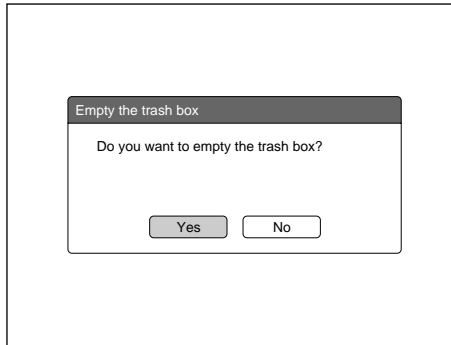 Empty the trash box
Do you want to empty the trash box?
Yes No